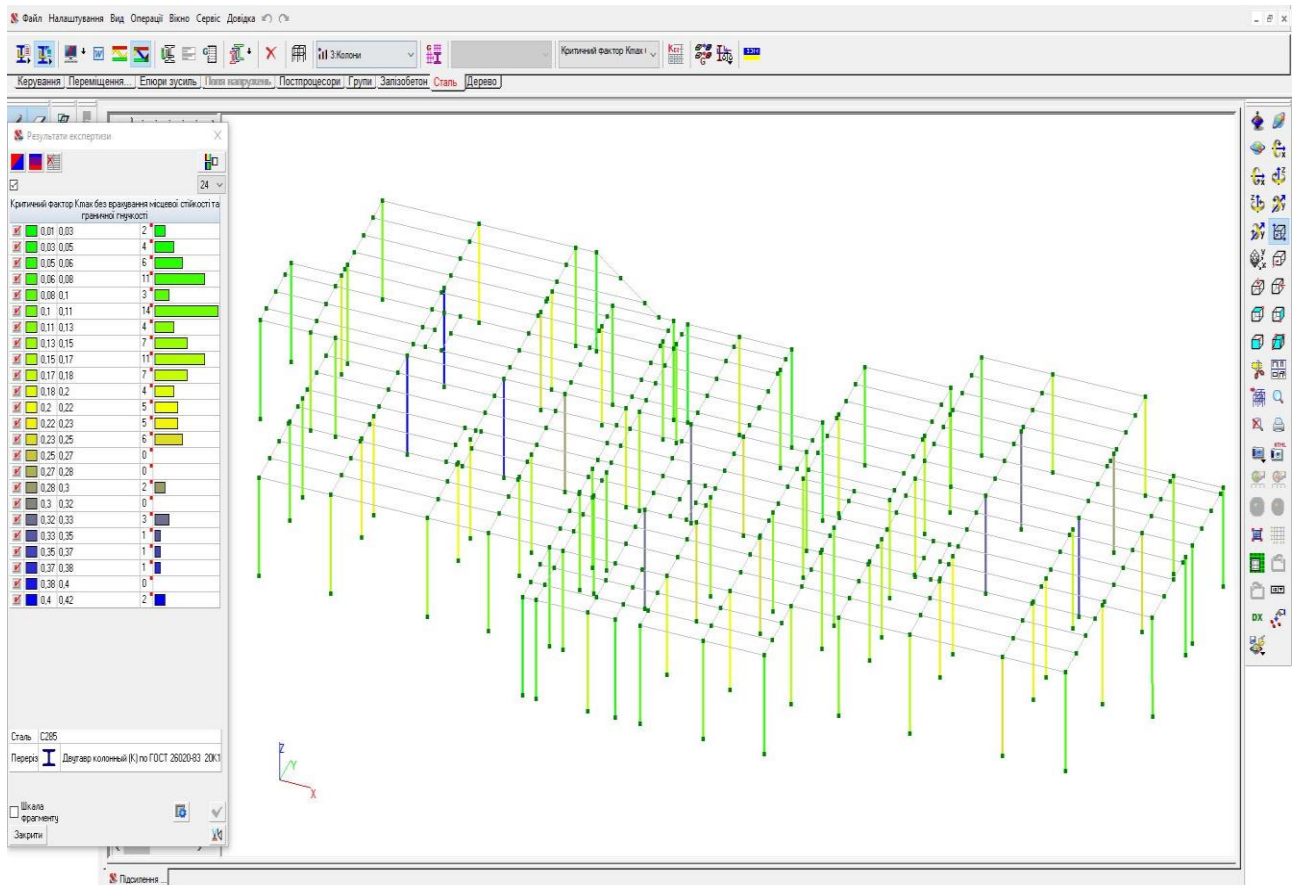 Файл Налаштування Вид Операції Вікно Сервіс Довідка
3:Колони Критичний фактор Kmax
Керування Переміщення... Епюри зусиль Поля напружень Постпроцесори Групи Залізобетон Сталь Дерево
Результати експертизи
24
Критичний фактор Kmax без врахування місцевої стійкості та
граничної гнучкості
0,01 0,03 2
0,03 0,05 4
0,05 0,06 6
0,06 0,08 11
0,08 0,1 3
0,1 0,11 14
0,11 0,13 4
0,13 0,15 7
0,15 0,17 11
0,17 0,18 7
0,18 0,2 4
0,2 0,22 5
0,22 0,23 5
0,23 0,25 6
0,25 0,27 0
0,27 0,28 0
0,28 0,3 2
0,3 0,32 0
0,32 0,33 3
0,33 0,35 1
0,35 0,37 1
0,37 0,38 1
0,38 0,4 0
0,4 0,42 2
Сталь С285
Переріз Двутавр колонный (К) по ГОСТ 26020-83 20К1
Шкала
фрагменту
Закрити
Z
Y
X
DX
Підсилення ...